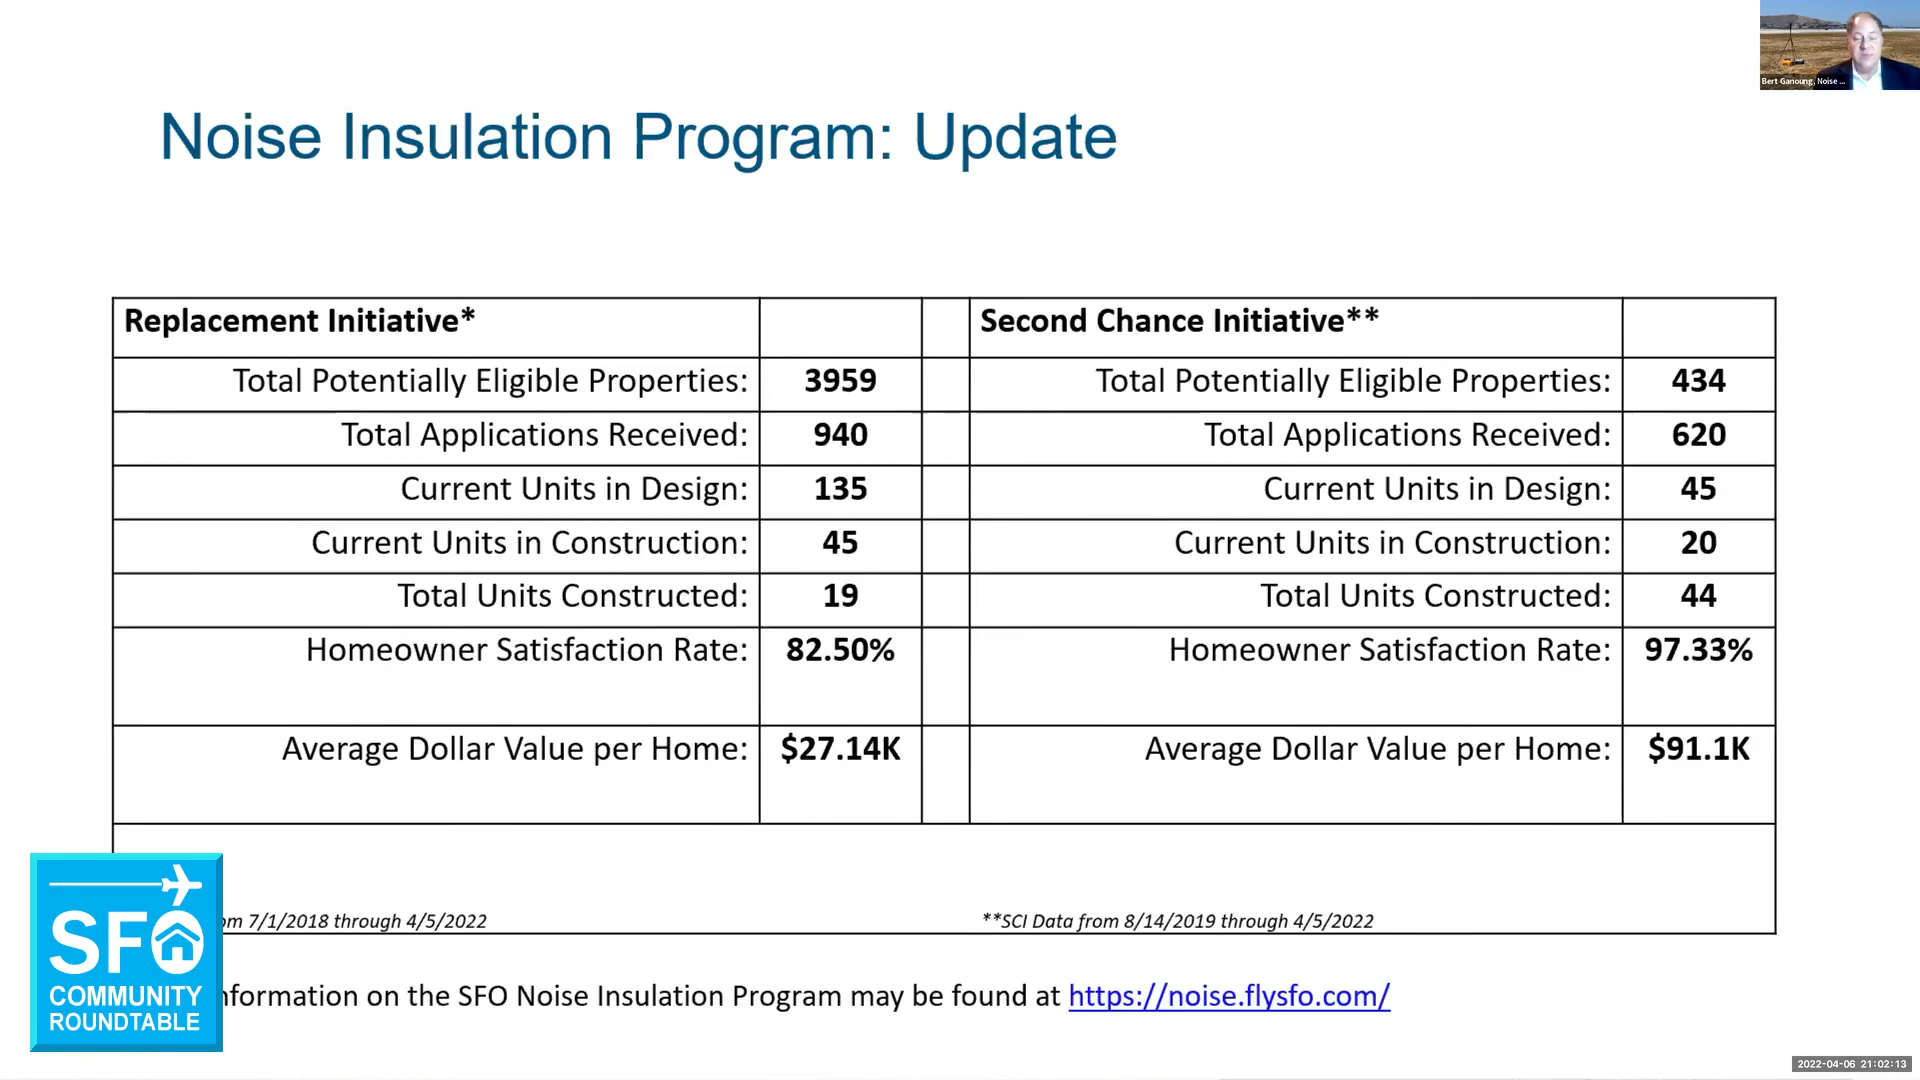 Bert Ganoung, Noise ...
Noise Insulation Program: Update
Replacement Initiative*
Second Chance Initiative**
Total Potentially Eligible Properties: 3959
Total Potentially Eligible Properties: 434
Total Applications Received: 940
Total Applications Received: 620
Current Units in Design: 135
Current Units in Design: 45
Current Units in Construction: 45
Current Units in Construction: 20
Total Units Constructed: 19
Total Units Constructed: 44
Homeowner Satisfaction Rate: 82.50%
Homeowner Satisfaction Rate: 97.33%
Average Dollar Value per Home: $27.14K
Average Dollar Value per Home: $91.1K
7/1/2018 through 4/5/2022
**SCI Data from 8/14/2019 through 4/5/2022
SFO
COMMUNITY
ROUNDTABLE
nformation on the SFO Noise Insulation Program may be found at https://noise.flysfo.com/
2022-04-06 21:02:13